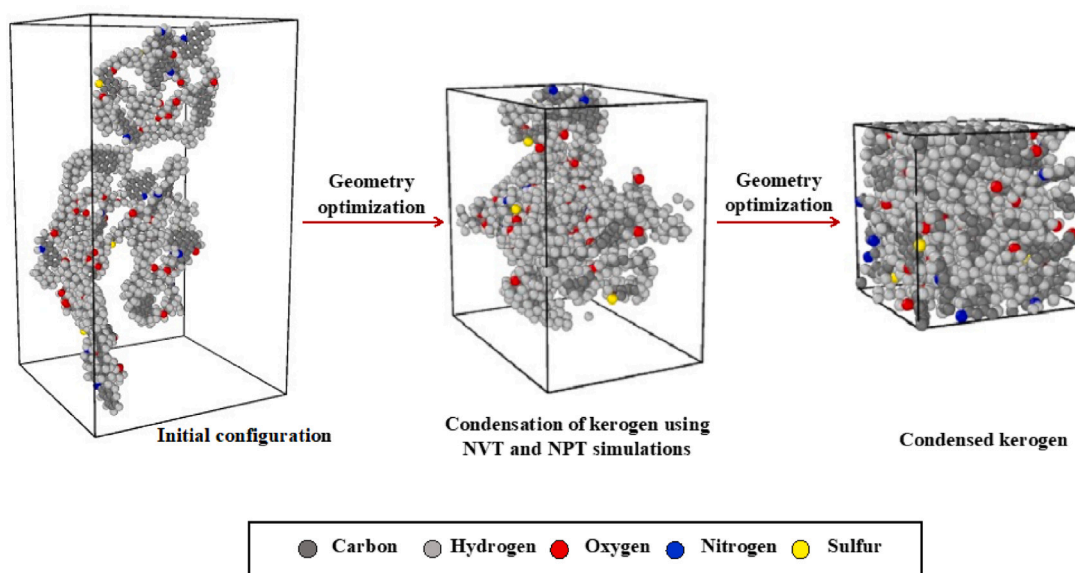 Geometry
optimization
Geometry
optimization
Initial configuration
Condensation of kerogen using
NVT and NPT simulations
Condensed kerogen
Carbon Hydrogen Oxygen Nitrogen Sulfur